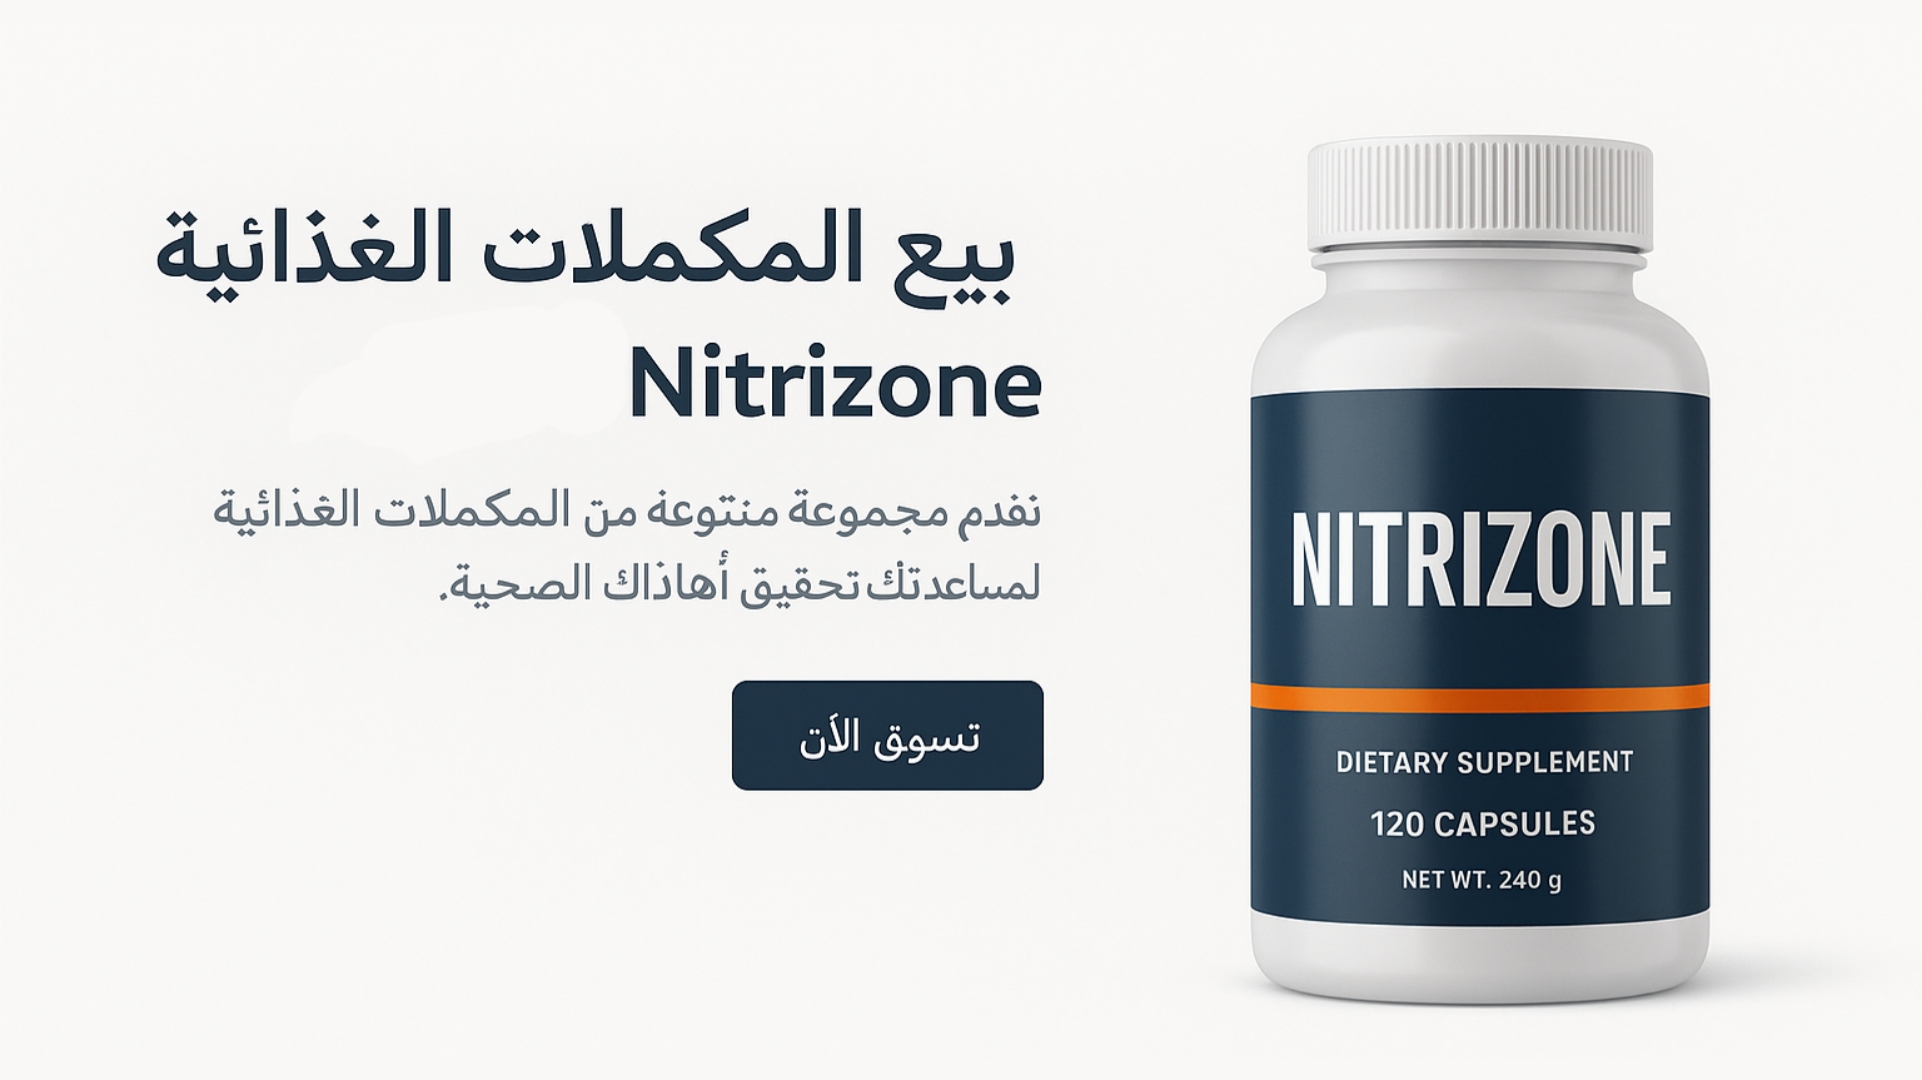 بيع المكملات الغذائية
Nitrizone
نفدم مجموعة منتوعة من المكملات الغذائية
لمساعدتك تحقيق أهاذاك الصحية.
تسوق الأن
NITRIZONE
DIETARY SUPPLEMENT
120 CAPSULES
NET WT. 240 g